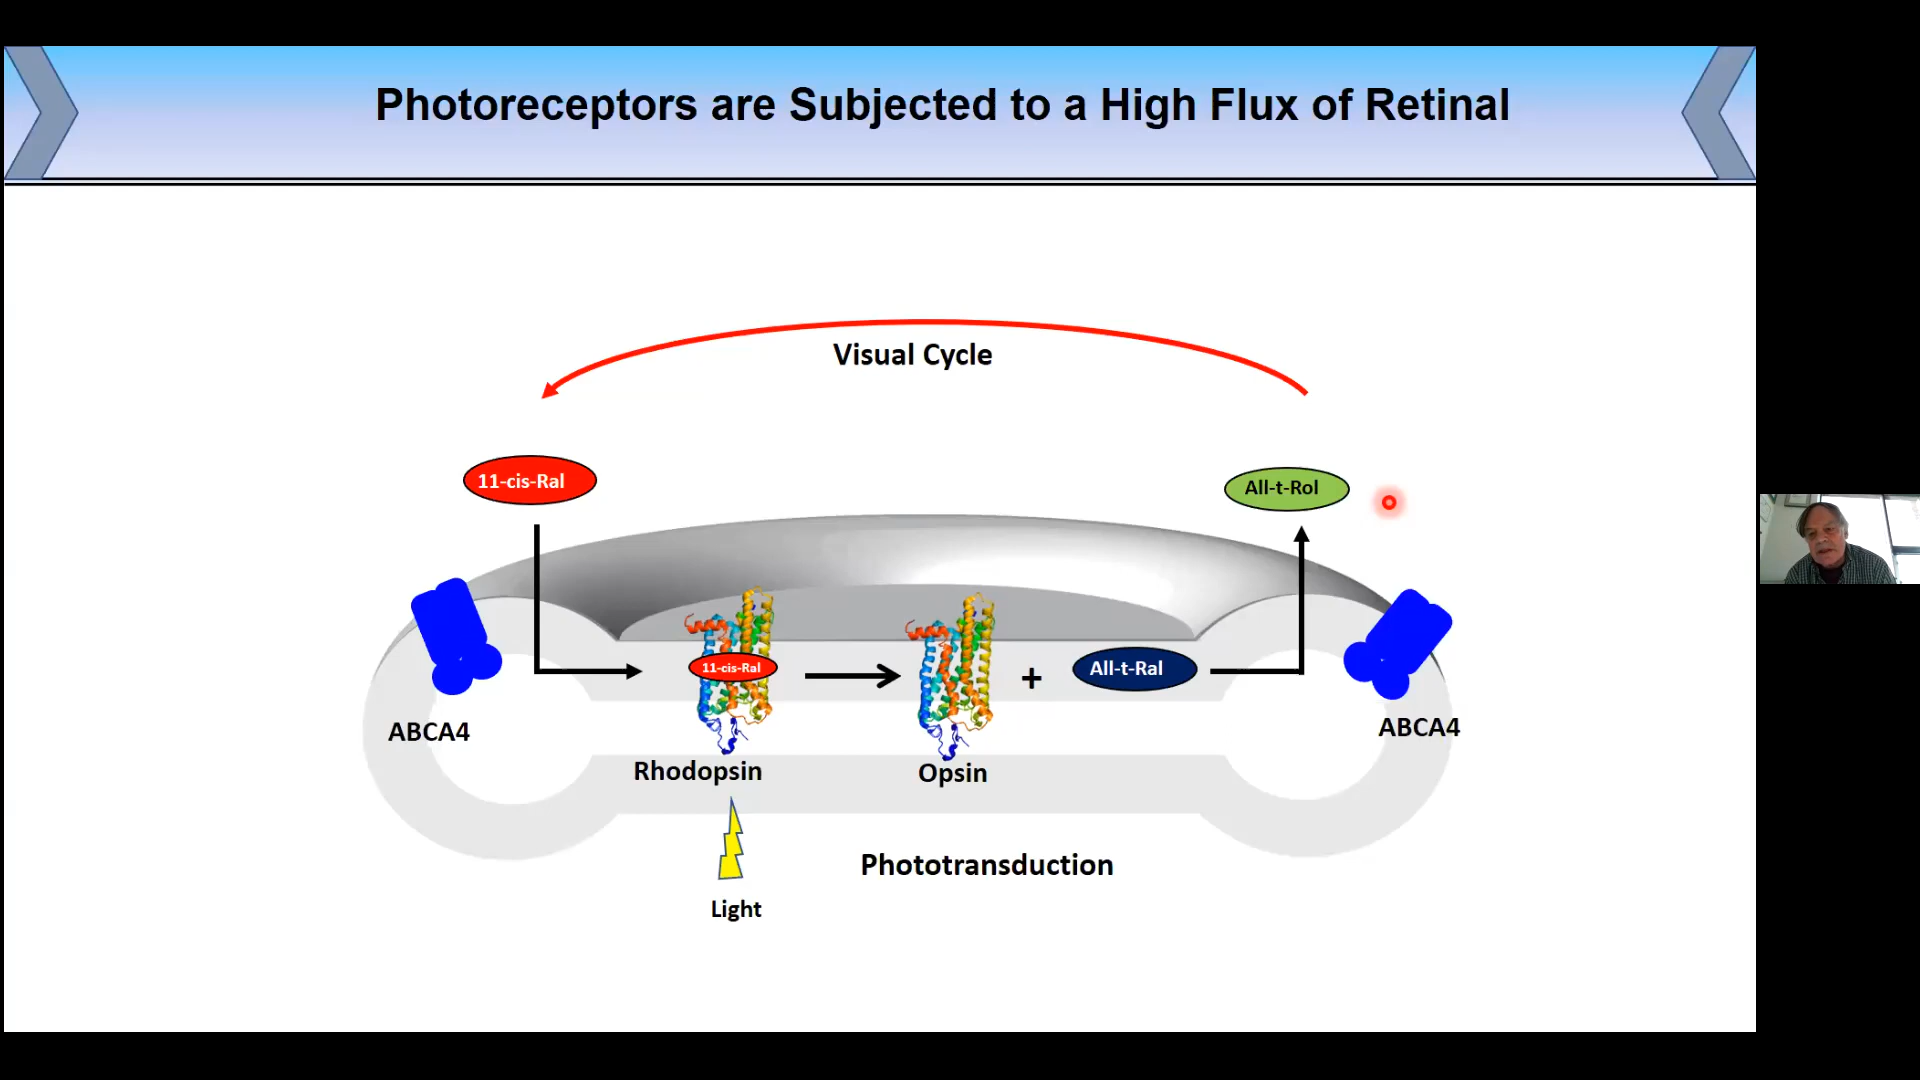 Photoreceptors are Subjected to a High Flux of Retinal
Visual Cycle
11-cis-Ral
All-t-Rol
11-cis-Ral
+
All-t-Ral
ABCA4
ABCA4
Rhodopsin
Opsin
Phototransduction
Light